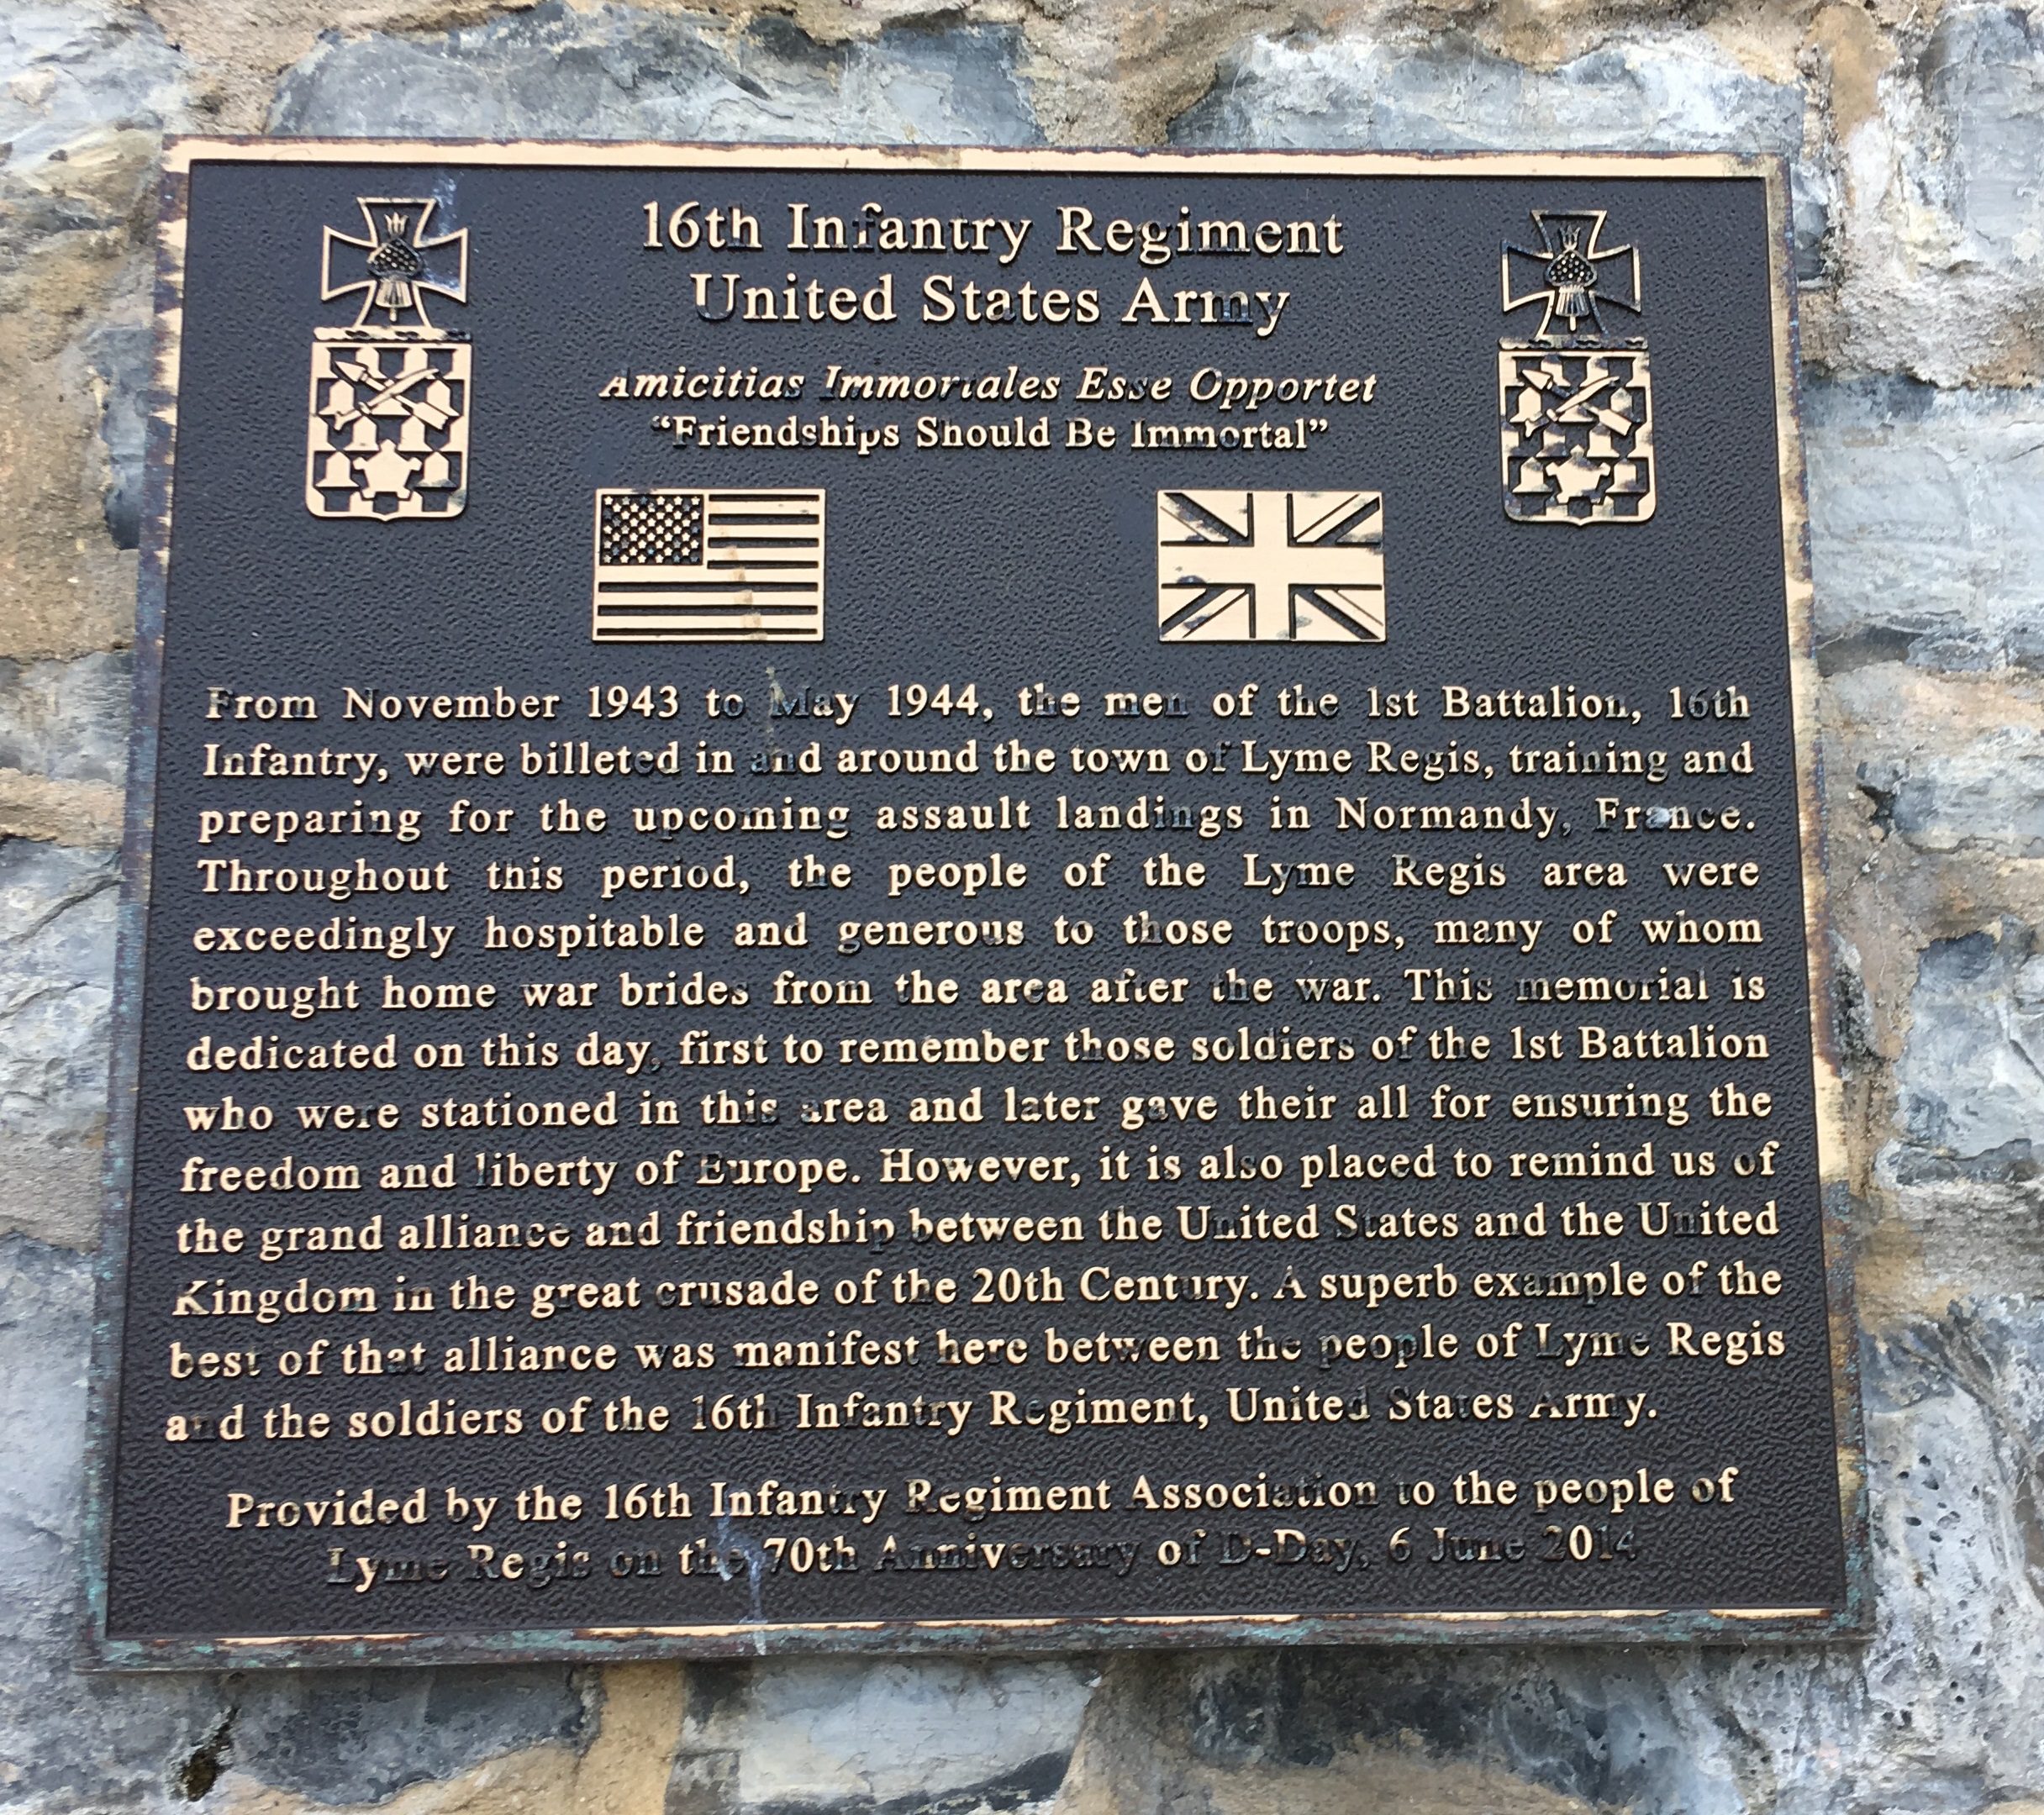 16th Infantry Regiment
United States Army
Amicitias Immortales Esse Opportet
“Friendships Should Be Immortal”
From November 1943 to May 1944, the men of the 1st Battalion, 16th
Infantry, were billeted in and around the town of Lyme Regis, training and
preparing for the upcoming assault landings in Normandy, France.
Throughout this period, the people of the Lyme Regis area were
exceedingly hospitable and generous to those troops, many of whom
brought home war brides from the area after the war. This memorial is
dedicated on this day, first to remember those soldiers of the 1st Battalion
who were stationed in this area and later gave their all for ensuring the
freedom and liberty of Europe. However, it is also placed to remind us of
the grand alliance and friendship between the United States and the United
Kingdom in the great crusade of the 20th Century. A superb example of the
best of that alliance was manifest here between the people of Lyme Regis
and the soldiers of the 16th Infantry Regiment, United States Army.
Provided by the 16th Infantry Regiment Association to the people of
Lyme Regis on the 70th Anniversary of D-Day, 6 June 2014